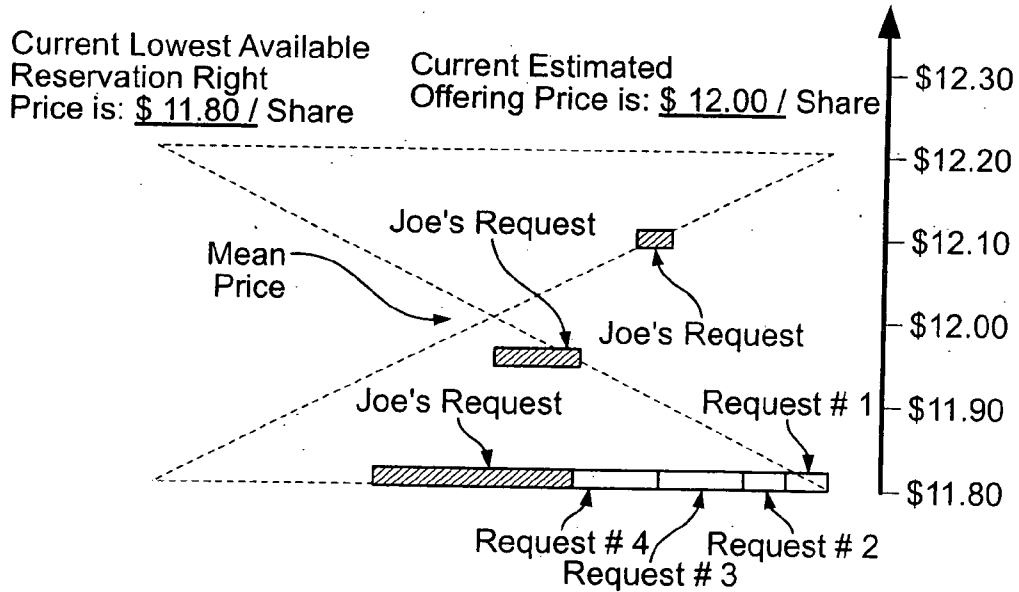 Current Lowest Available
Reservation Right
Price is: $ 11.80 / Share
Current Estimated
Offering Price is: $ 12.00 / Share
$12.30
$12.20
Joe's Request
$12.10
Mean
Price
Joe's Request
$12.00
Joe's Request
Request # 1
$11.90
$11.80
Request # 4
Request # 2
Request # 3